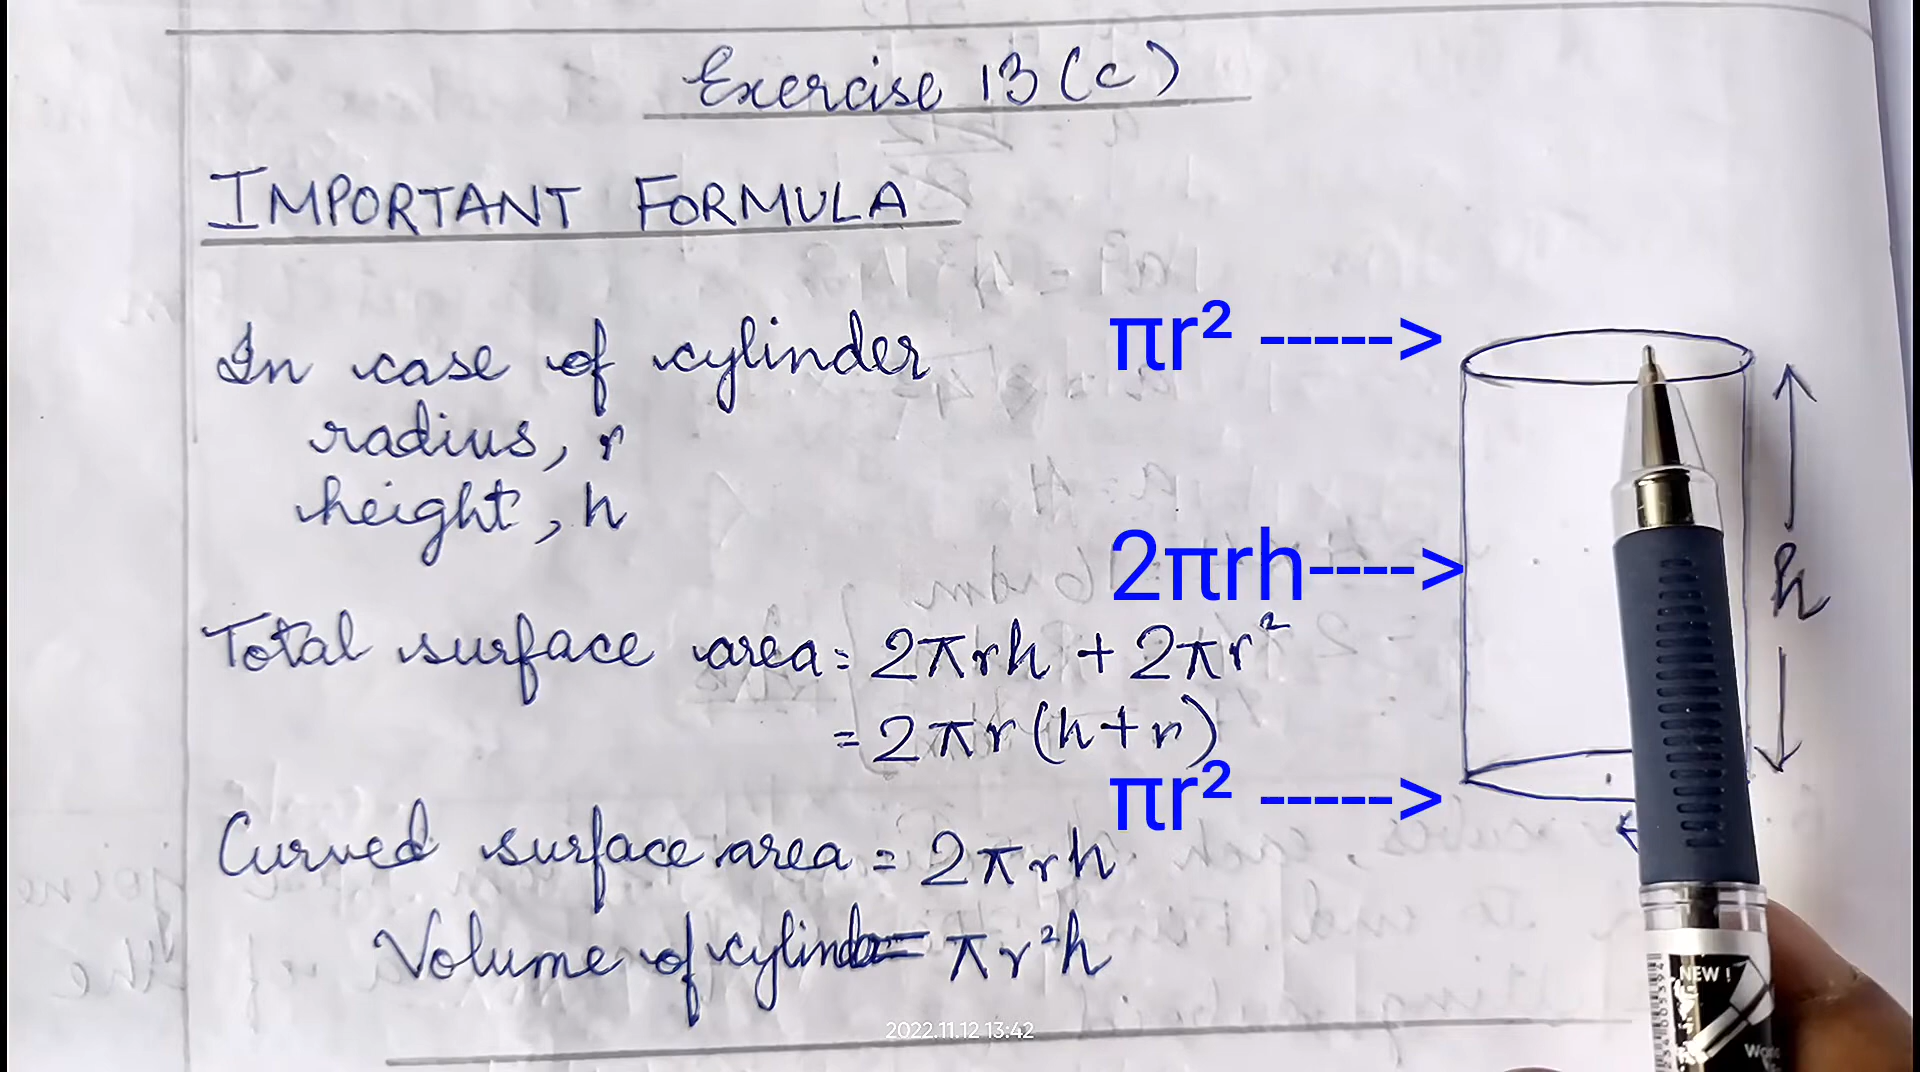 Exercise 13 (c)
IMPORTANT FORMULA
In case of cylinder
radius, r
height, h
πr² ----->
2πrh---->
πr² ----->
h
Total surface area = 2πrh + 2πr²
= 2πr (h+r)
Curved surface area = 2πrh
Volume of cylind = πr²h
2022.11.12 13:42
NEW !